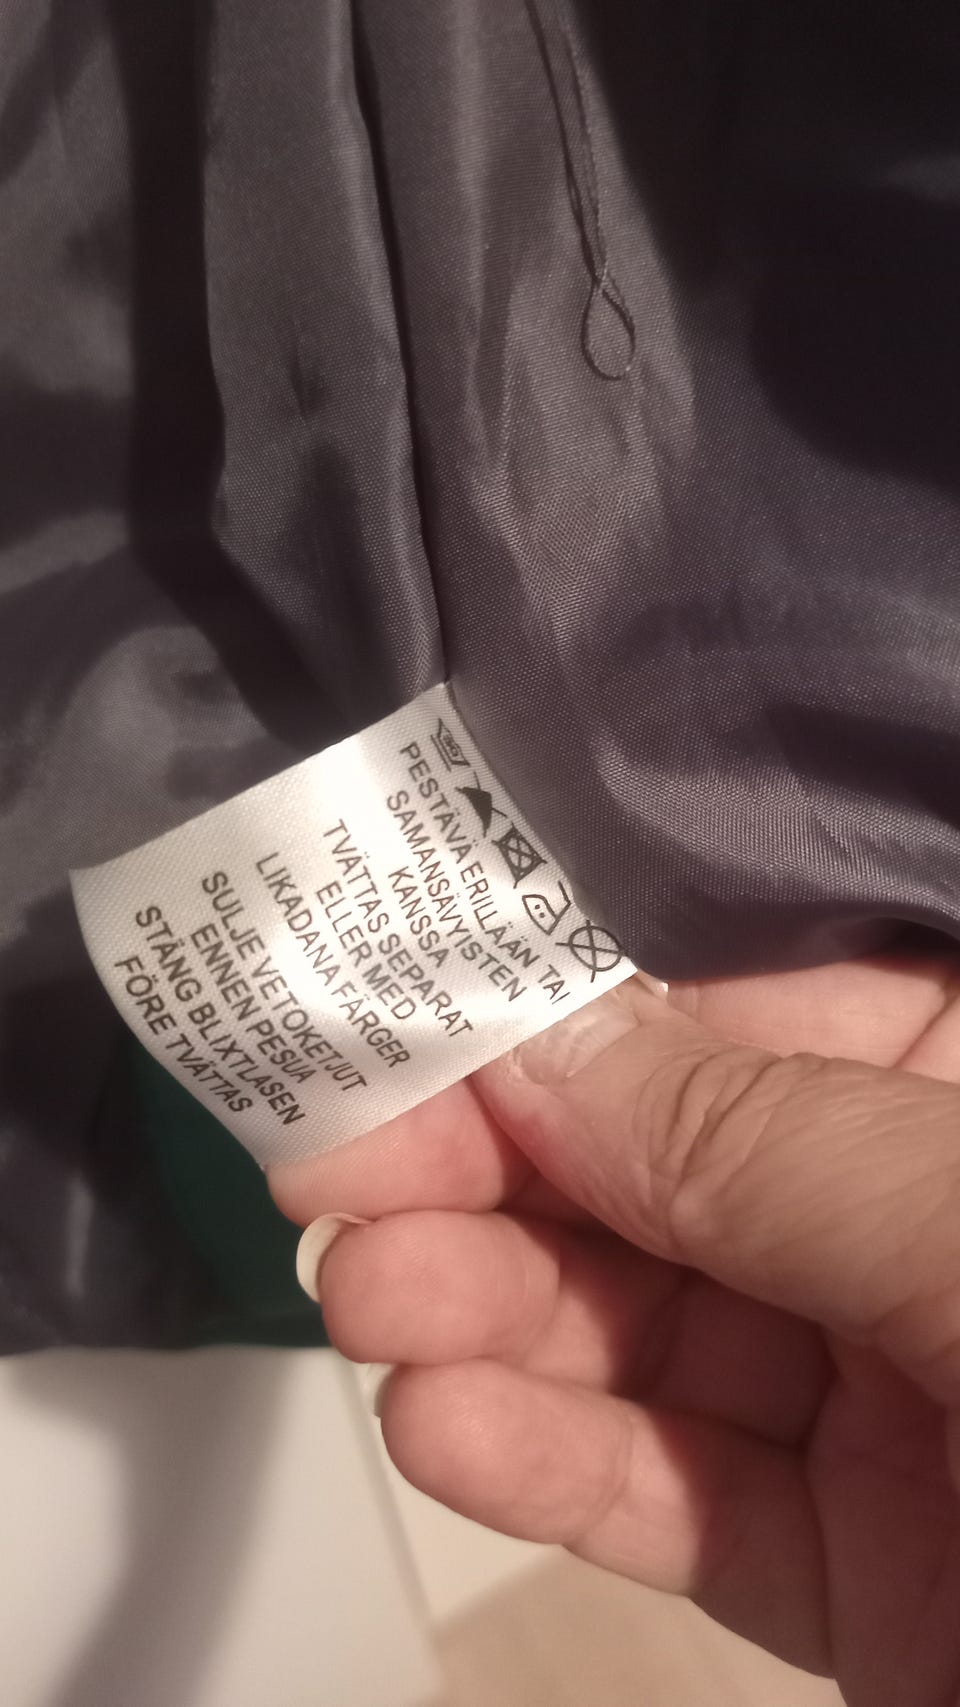 30
PESTÄVÄ ERILLÄÄN TAI
SAMANSÄVYISTEN
KANSSA
TVÄTTAS SEPARAT
ELLER MED
LIKADANA FÄRGER
SULJE VETOKETJUT
ENNEN PESUA
STÄNG BLIXTLÅSEN
FÖRE TVÄTTAS